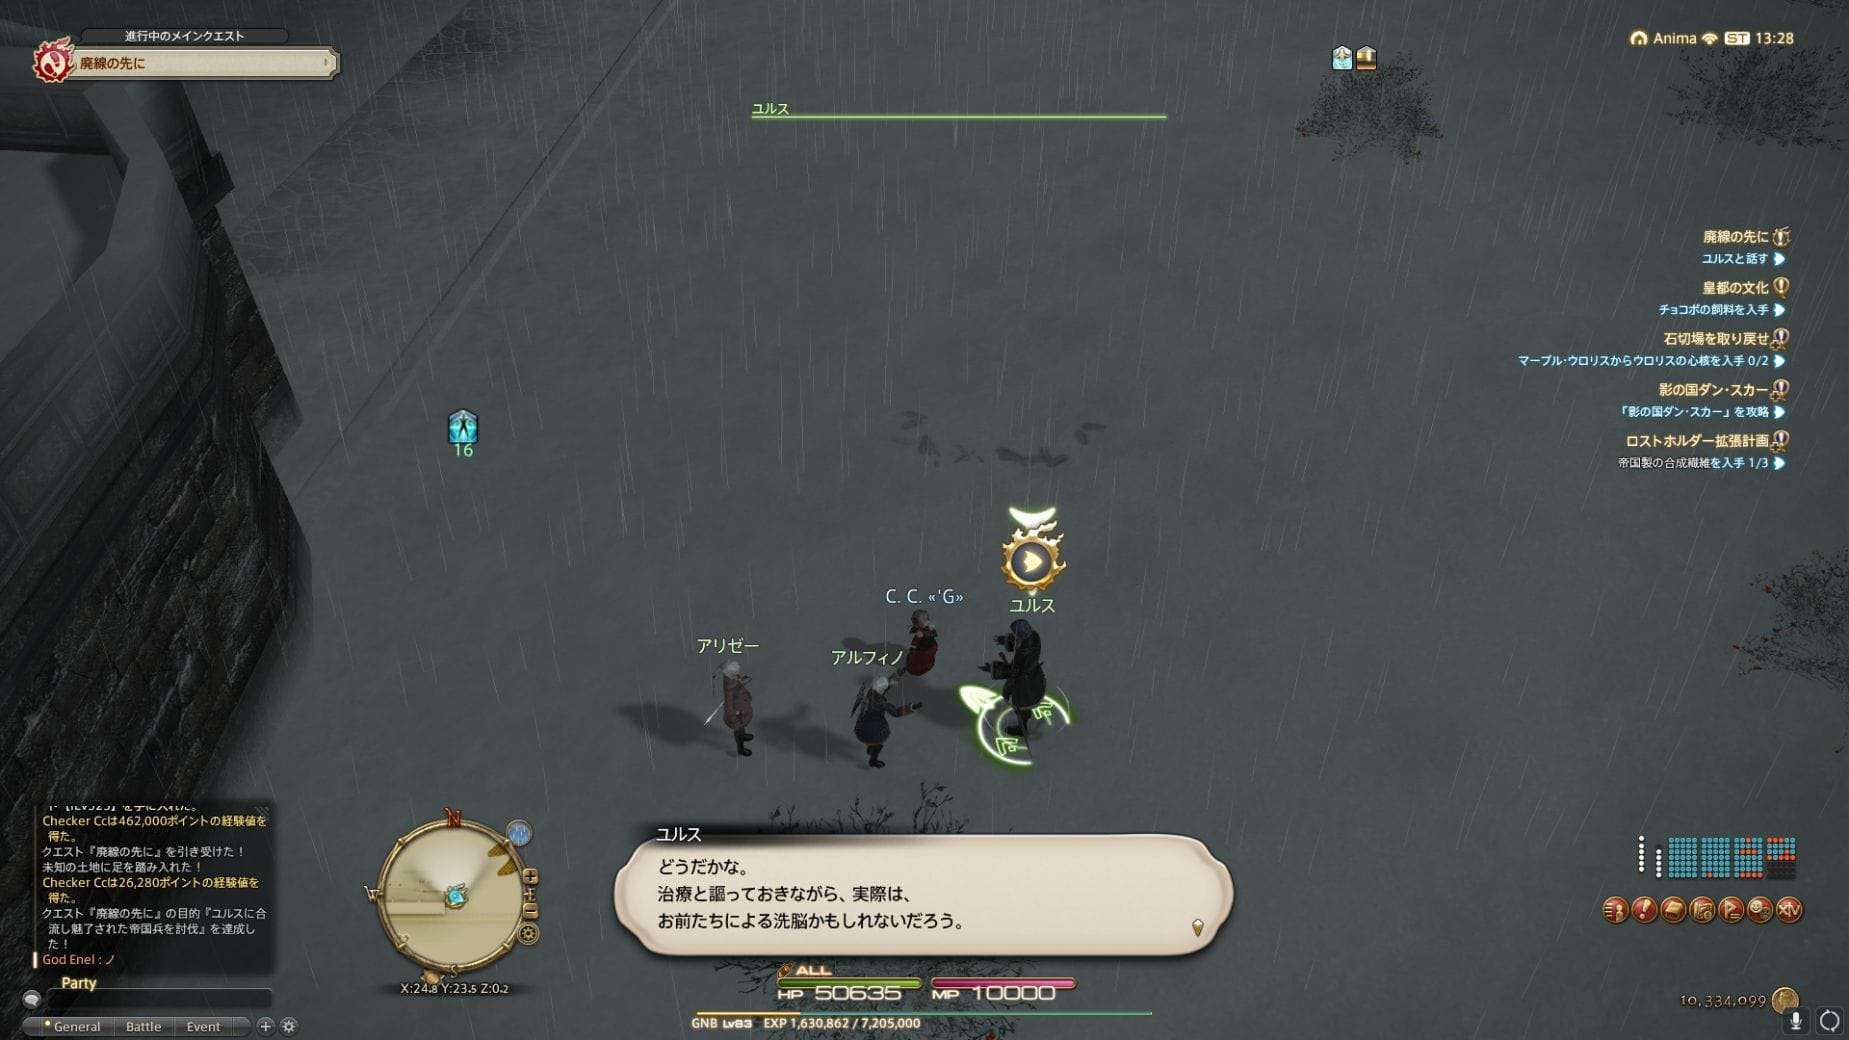 進行中のメインクエスト
廃線の先に
Anima ST 13:28
ユルス
廃線の先に
ユルスと話す
皇都の文化
チョコボの飼料を入手
石切場を取り戻せ
マーブル・ウロリスからウロリスの心核を入手 0/2
影の国ダン・スカー
「影の国ダン・スカー」を攻略
ロストホルダー拡張計画
帝国製の合成繊維を入手 1/3
16
C. C. «'G»
ユルス
アリゼー
アルフィノ
を手に入れた。
Checker Ccは462,000ポイントの経験値を
得た。
クエスト『廃線の先に』を引き受けた！
未知の土地に足を踏み入れた！
Checker Ccは26,280ポイントの経験値を
得た。
クエスト『廃線の先に』の目的『ユルスに合
流し魅了された帝国兵を討伐』を達成し
た！
God Enel : ノ
Party
General Battle Event
N
W
S
X:24.8 Y:23.5 Z:0.2
ユルス
どうだかな。
治療と謳っておきながら、実際は、
お前たちによる洗脳かもしれないだろう。
ALL
HP 50635 MP 10000
GNB Lv83 EXP 1,630,862 / 7,205,000
XIV
10,334,099